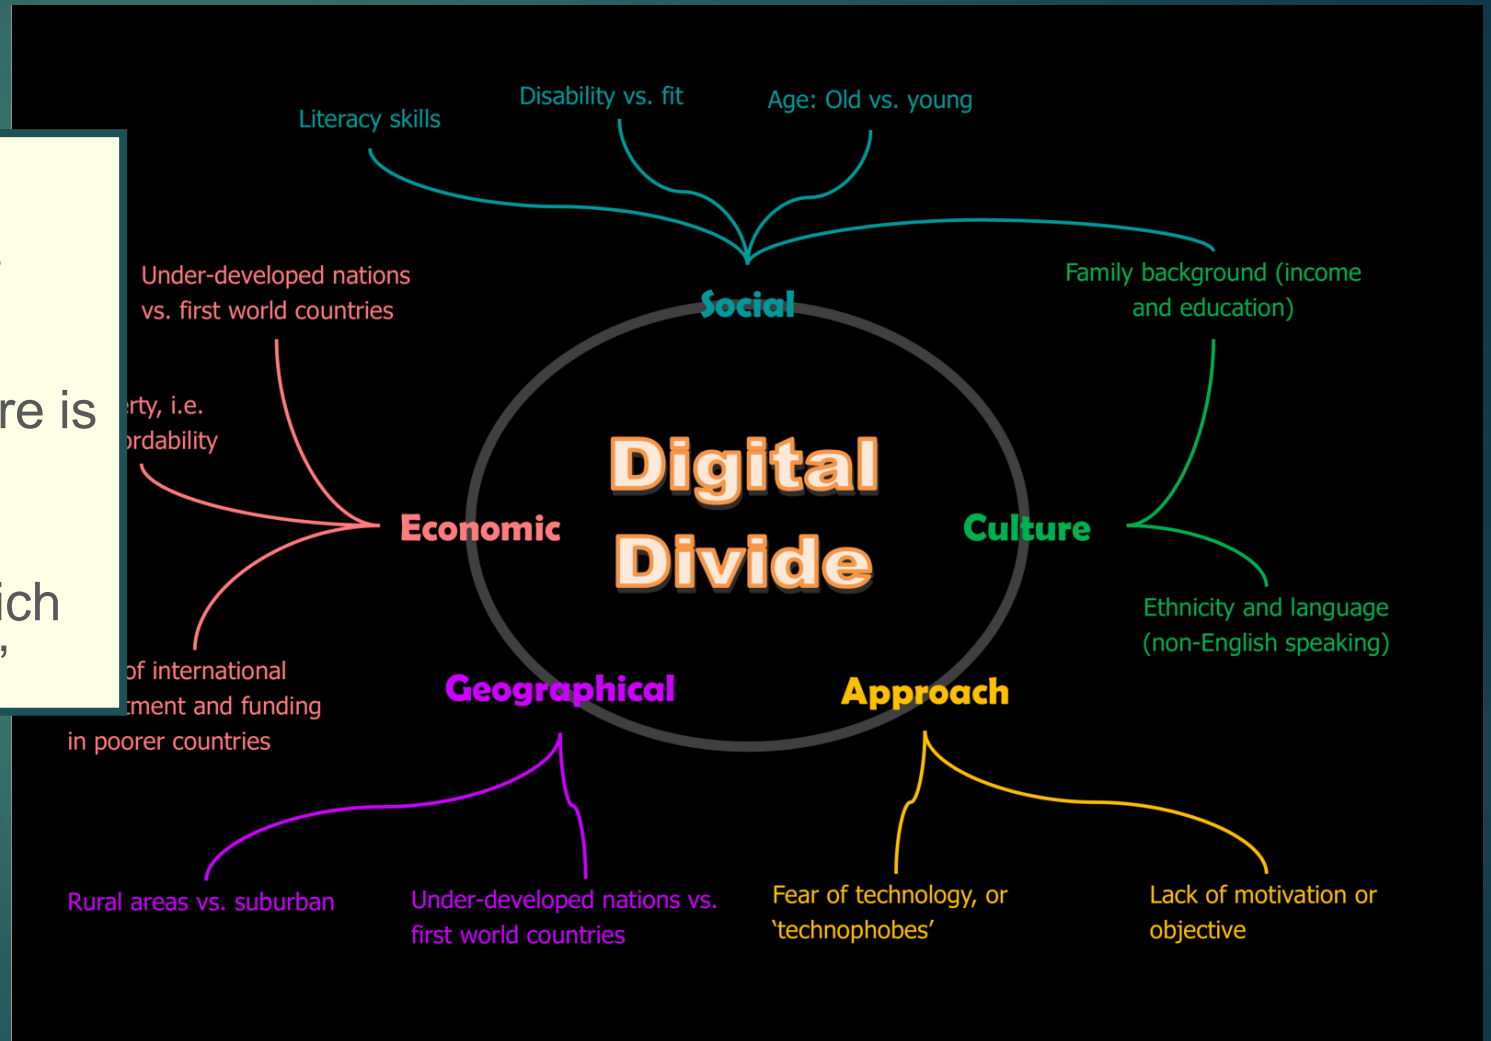 Disability vs. fit
Age: Old vs. young
Literacy skills
Under-developed nations
vs. first world countries
Family background (income
and education)
Social
re is
i.e.
Digital
Divide
Economic
Culture
Ethnicity and language
(non-English speaking)
of international
and funding
in poorer countries
Geographical
Approach
Rural areas vs. suburban
Under-developed nations vs.
first world countries
Fear of technology, or
‘technophobes’
Lack of motivation or
objective